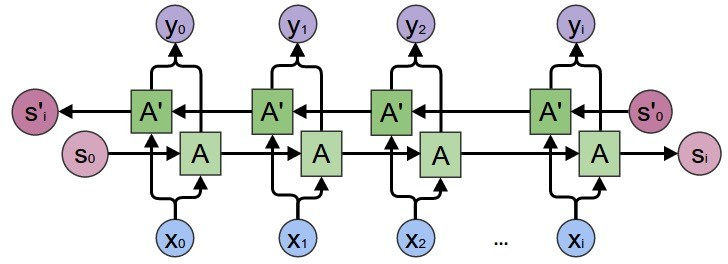 y₀ y₁ y₂ yᵢ
s'ᵢ A' A' A' A' s'₀
s₀ A A A A sᵢ
x₀ x₁ x₂ ... xᵢ